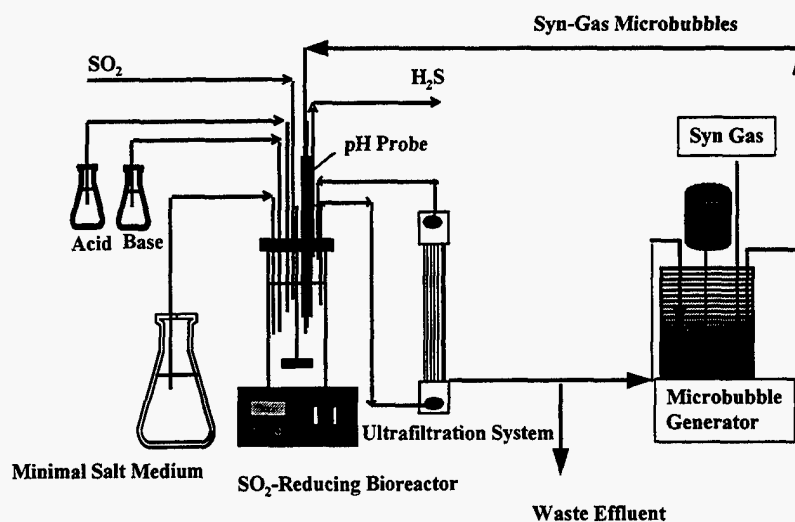 Syn-Gas Microbubbles
SO₂
H₂S
Syn Gas
pH Probe
Acid
Base
Microbubble
Generator
Ultrafiltration System
Minimal Salt Medium
SO₂-Reducing Bioreactor
Waste Effluent